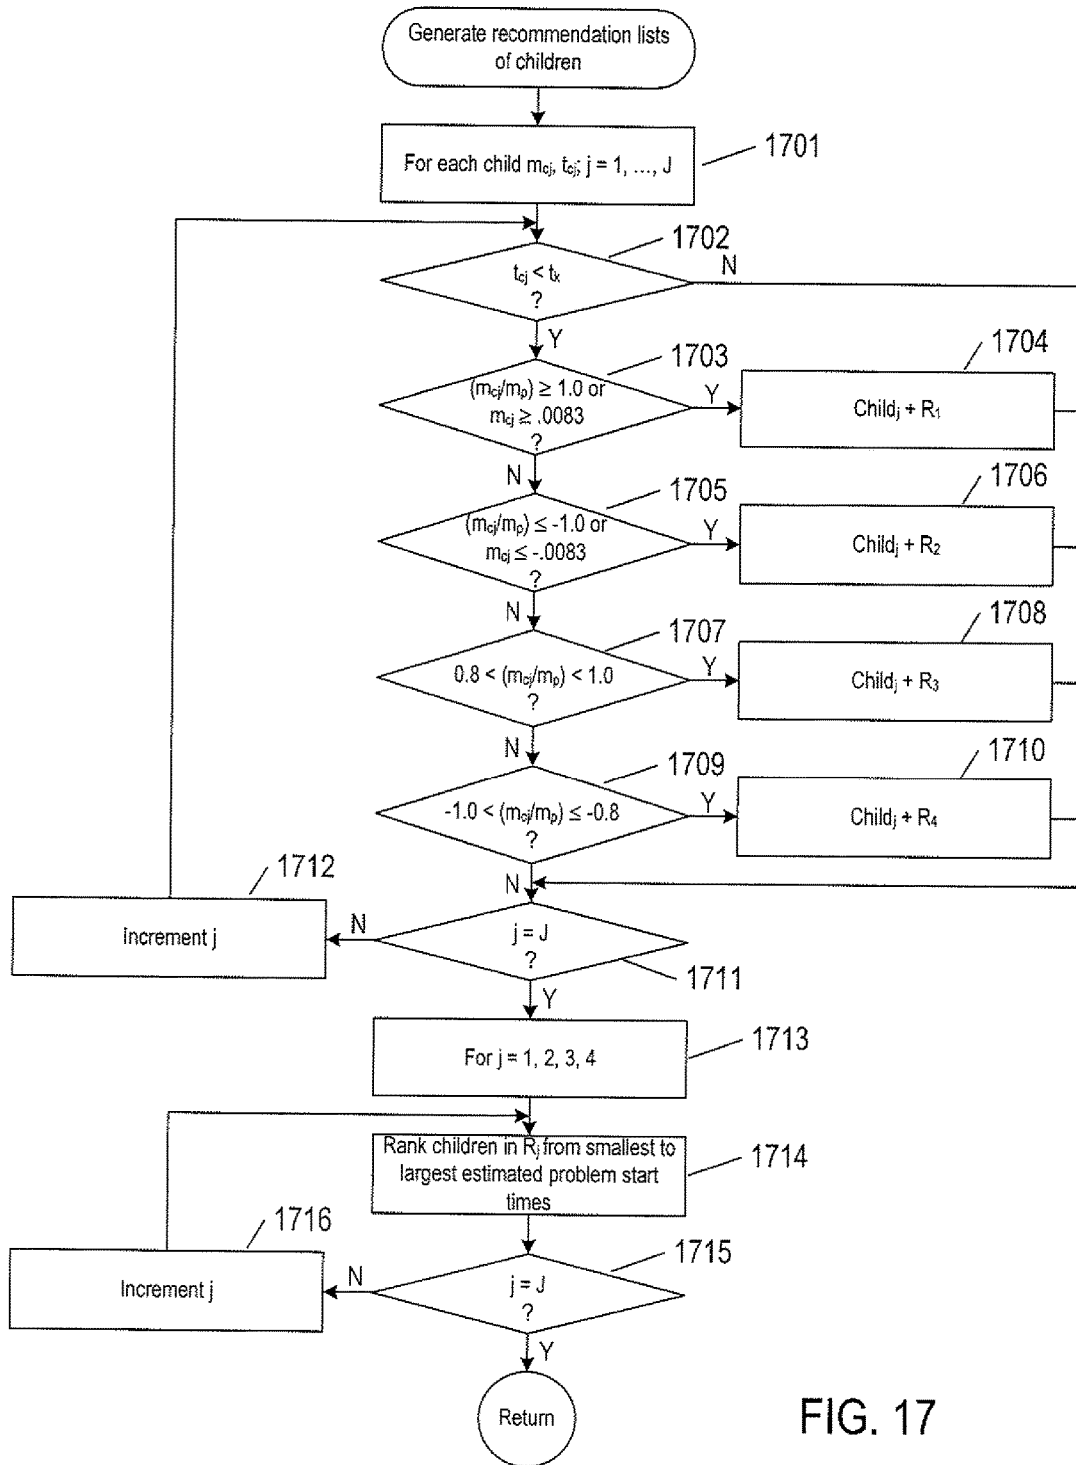 Generate recommendation lists
of children
1701
For each child m_cj, t_cj; j = 1, ..., J
1702
t_cj < t_k
?
N
Y
1703
(m_cj/m_p) ≥ 1.0 or
m_cj ≥ .0083
?
Y
1704
Child_j + R_1
N
1705
(m_cj/m_p) ≤ -1.0 or
m_cj ≤ -.0083
?
Y
1706
Child_j + R_2
N
1707
0.8 < (m_cj/m_p) < 1.0
?
Y
1708
Child_j + R_3
N
1709
-1.0 < (m_cj/m_p) ≤ -0.8
?
Y
1710
Child_j + R_4
N
1712
Increment j
N
j = J
?
1711
Y
For j = 1, 2, 3, 4
1713
Rank children in R_j from smallest to
largest estimated problem start
times
1714
1716
Increment j
N
j = J
?
1715
Y
Return
FIG. 17